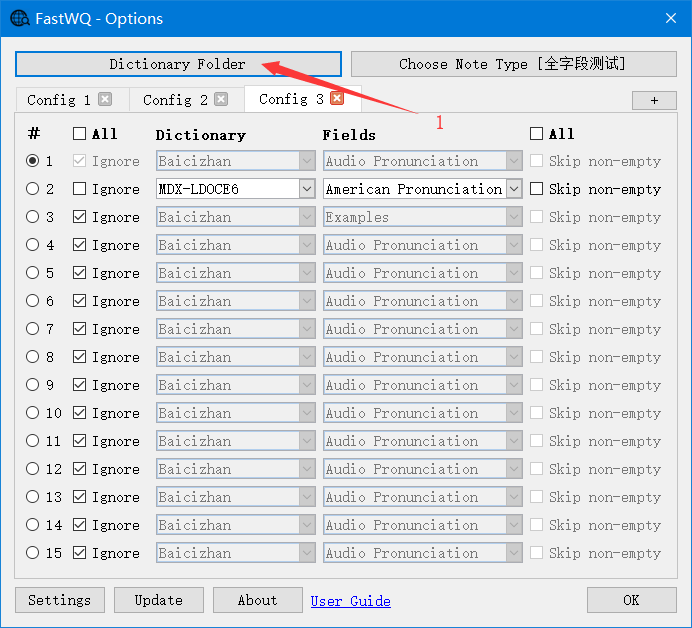 FastWQ - Options
Dictionary Folder
Choose Note Type [全字段测试]
1
Config 1
Config 2
Config 3
+
# All Dictionary Fields All
1 Ignore Baicizhan Audio Pronunciation Skip non-empty
2 Ignore MDX-LDOCE6 American Pronunciation Skip non-empty
3 Ignore Baicizhan Examples Skip non-empty
4 Ignore Baicizhan Audio Pronunciation Skip non-empty
5 Ignore Baicizhan Audio Pronunciation Skip non-empty
6 Ignore Baicizhan Audio Pronunciation Skip non-empty
7 Ignore Baicizhan Audio Pronunciation Skip non-empty
8 Ignore Baicizhan Audio Pronunciation Skip non-empty
9 Ignore Baicizhan Audio Pronunciation Skip non-empty
10 Ignore Baicizhan Audio Pronunciation Skip non-empty
11 Ignore Baicizhan Audio Pronunciation Skip non-empty
12 Ignore Baicizhan Audio Pronunciation Skip non-empty
13 Ignore Baicizhan Audio Pronunciation Skip non-empty
14 Ignore Baicizhan Audio Pronunciation Skip non-empty
15 Ignore Baicizhan Audio Pronunciation Skip non-empty
Settings
Update
About
User Guide
OK